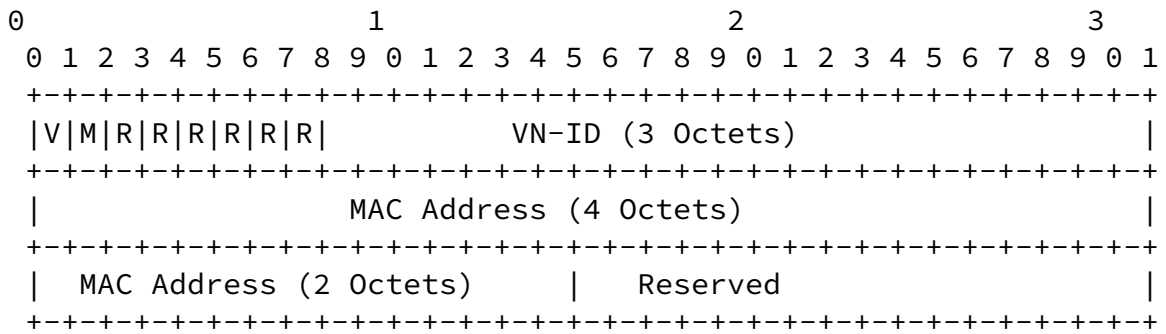 0                   1                   2                   3
 0 1 2 3 4 5 6 7 8 9 0 1 2 3 4 5 6 7 8 9 0 1 2 3 4 5 6 7 8 9 0 1
 +-+-+-+-+-+-+-+-+-+-+-+-+-+-+-+-+-+-+-+-+-+-+-+-+-+-+-+-+-+-+-+
 |V|M|R|R|R|R|R|R|          VN-ID (3 Octets)                   |
 +-+-+-+-+-+-+-+-+-+-+-+-+-+-+-+-+-+-+-+-+-+-+-+-+-+-+-+-+-+-+-+
 |                 MAC Address (4 Octets)                      |
 +-+-+-+-+-+-+-+-+-+-+-+-+-+-+-+-+-+-+-+-+-+-+-+-+-+-+-+-+-+-+-+
 |  MAC Address (2 Octets)     |   Reserved                    |
 +-+-+-+-+-+-+-+-+-+-+-+-+-+-+-+-+-+-+-+-+-+-+-+-+-+-+-+-+-+-+-+